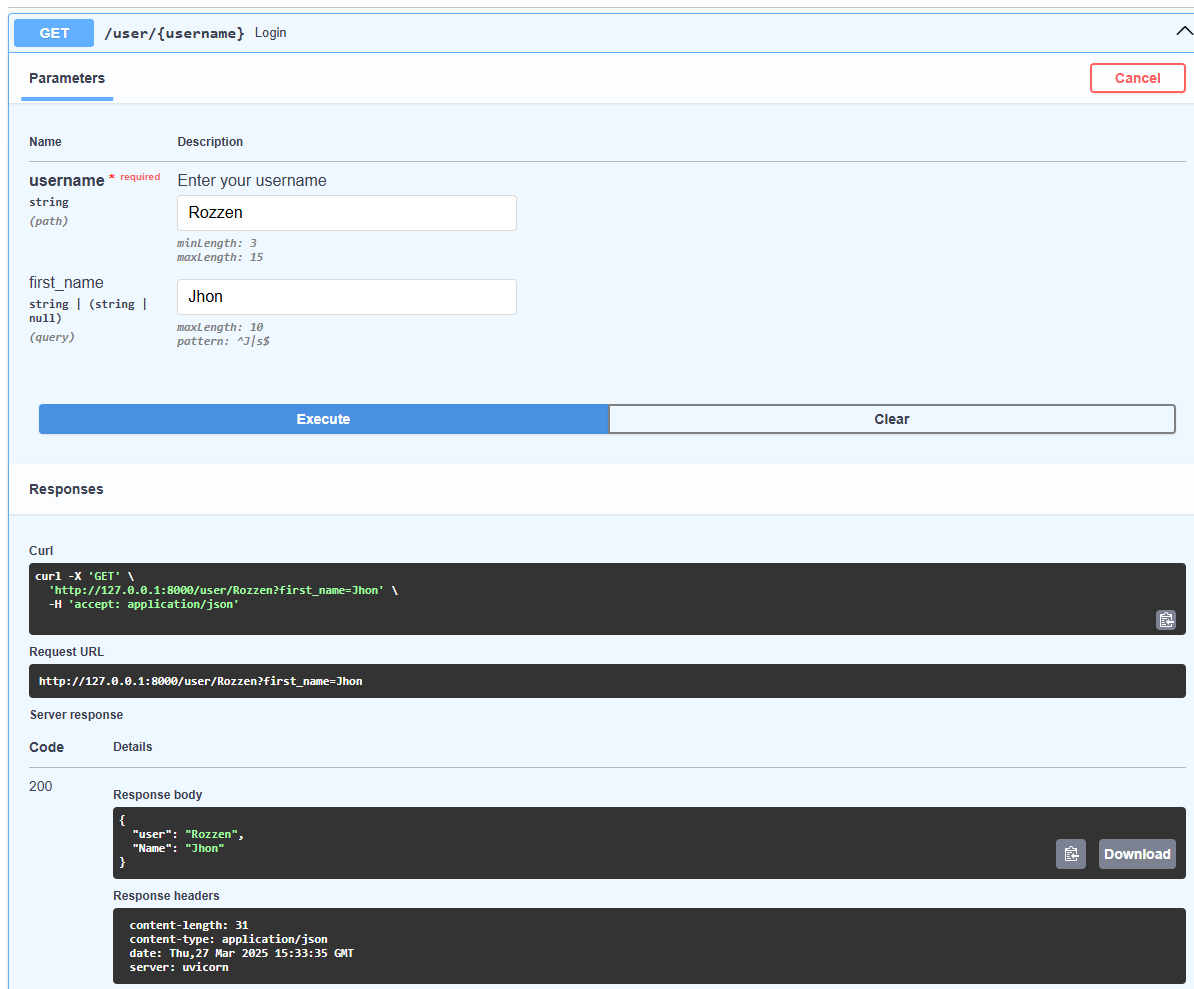 GET /user/{username} Login
Parameters
Cancel
Name Description
username * required Enter your username
string
(path)
Rozzen
minLength: 3
maxLength: 15
first_name
string | (string |
null)
(query)
Jhon
maxLength: 10
pattern: ^J|s$
Execute Clear
Responses
Curl
curl -X 'GET' \
'http://127.0.0.1:8000/user/Rozzen?first_name=Jhon' \
-H 'accept: application/json'
Request URL
http://127.0.0.1:8000/user/Rozzen?first_name=Jhon
Server response
Code Details
200
Response body
{
"user": "Rozzen",
"Name": "Jhon"
}
Download
Response headers
content-length: 31
content-type: application/json
date: Thu,27 Mar 2025 15:33:35 GMT
server: uvicorn